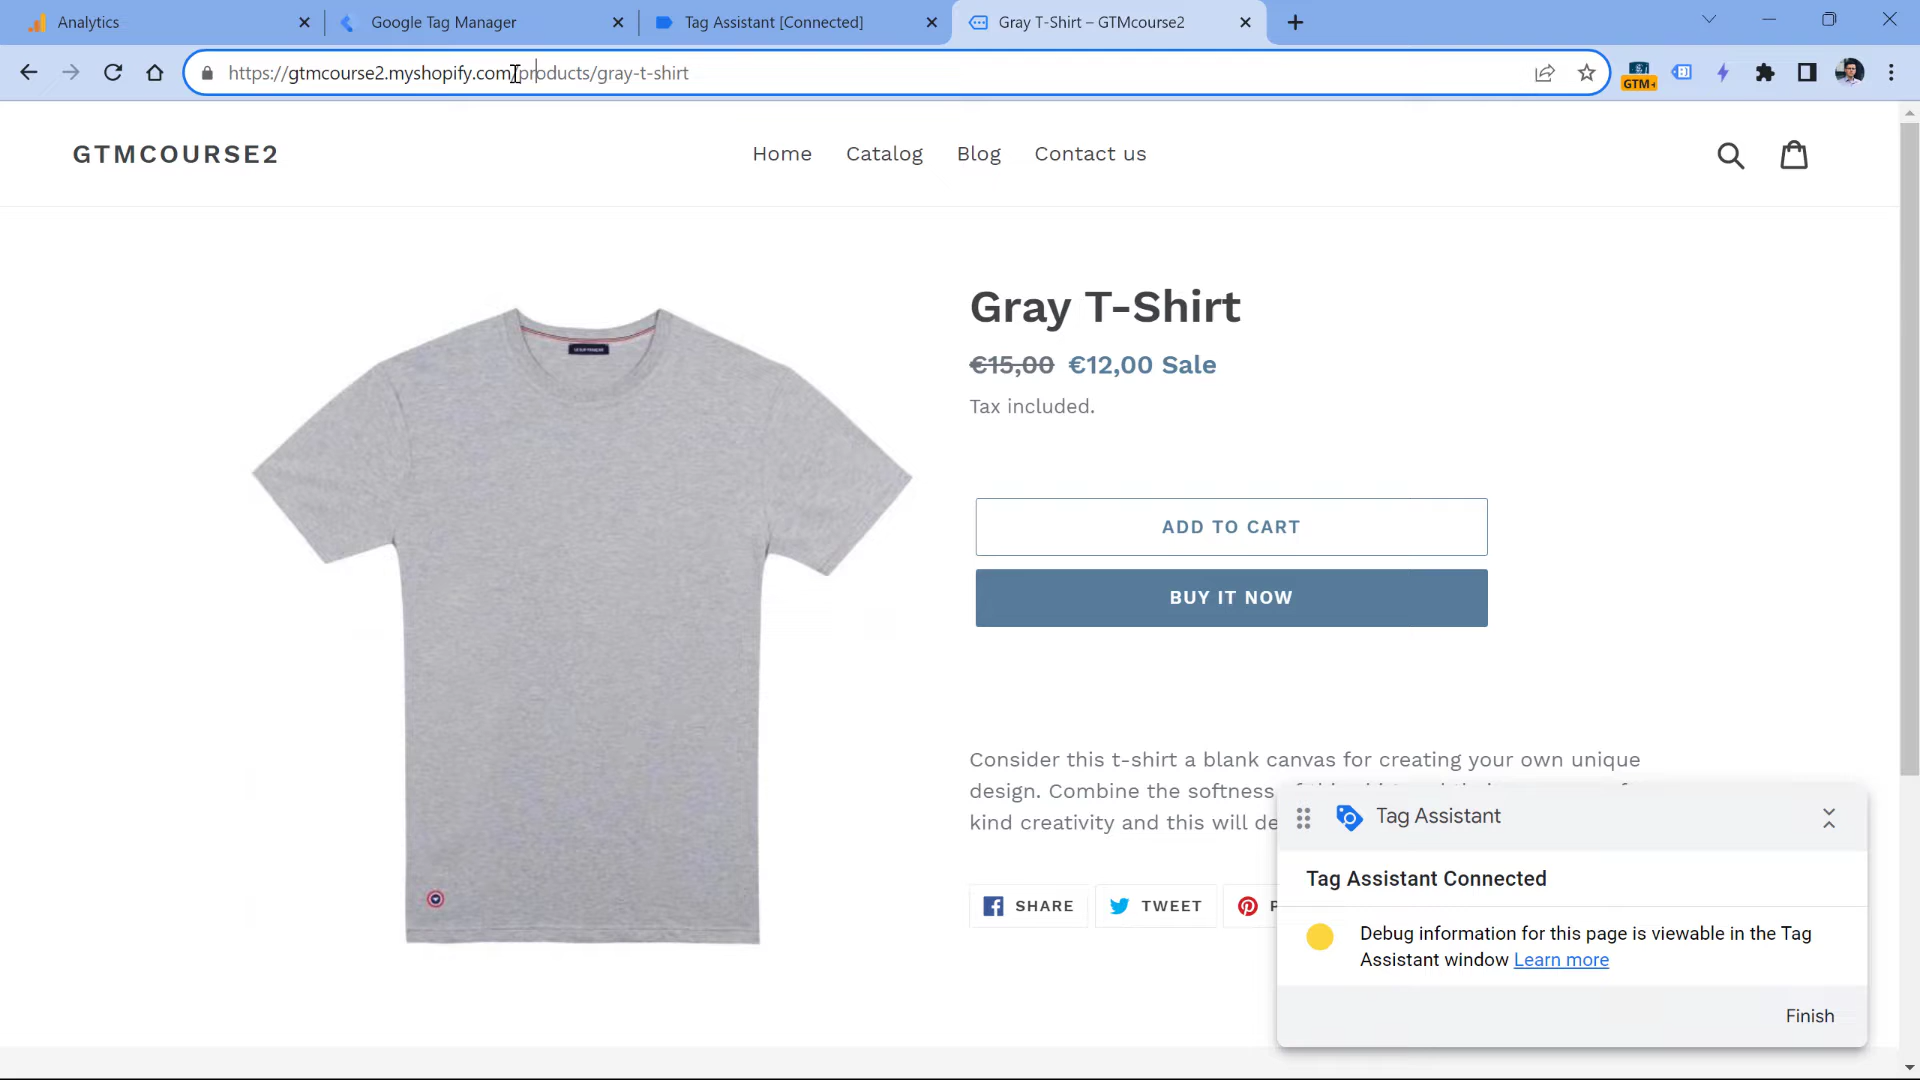 Analytics
Google Tag Manager
Tag Assistant [Connected]
Gray T-Shirt – GTMcourse2
https://gtmcourse2.myshopify.com/products/gray-t-shirt
GTM
GTMCOURSE2
Home
Catalog
Blog
Contact us
Gray T-Shirt
€15,00 €12,00 Sale
Tax included.
ADD TO CART
BUY IT NOW
Consider this t-shirt a blank canvas for creating your own unique
design. Combine the softness
kind creativity and this will
SHARE
TWEET
Tag Assistant
Tag Assistant Connected
Debug information for this page is viewable in the Tag
Assistant window Learn more
Finish